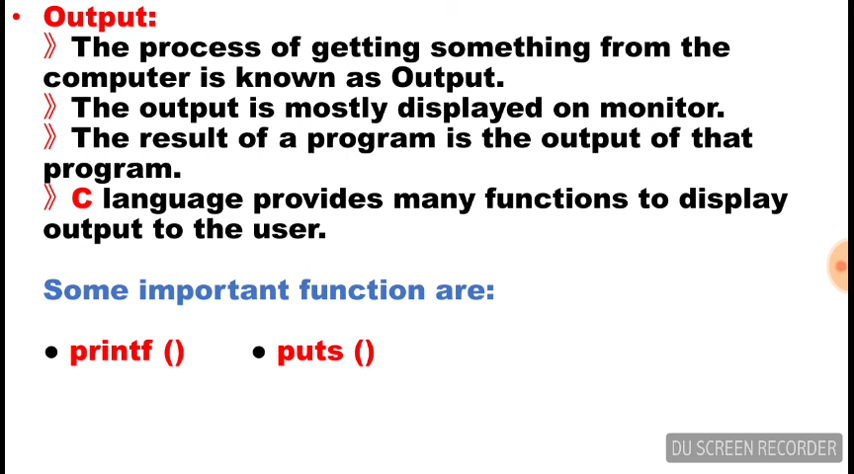 • Output:
》 The process of getting something from the
computer is known as Output.
》 The output is mostly displayed on monitor.
》 The result of a program is the output of that
program.
》 C language provides many functions to display
output to the user.
Some important function are:
● printf () ● puts ()
DU SCREEN RECORDER